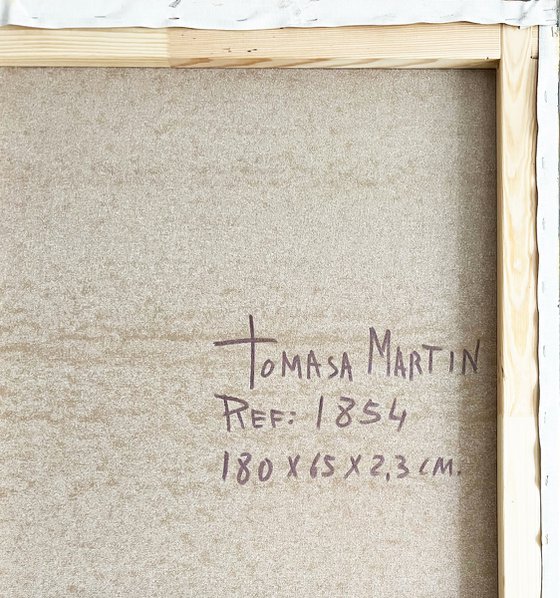 Tomasa Martin
Ref: 1854
180 x 65 x 2,3 cm.